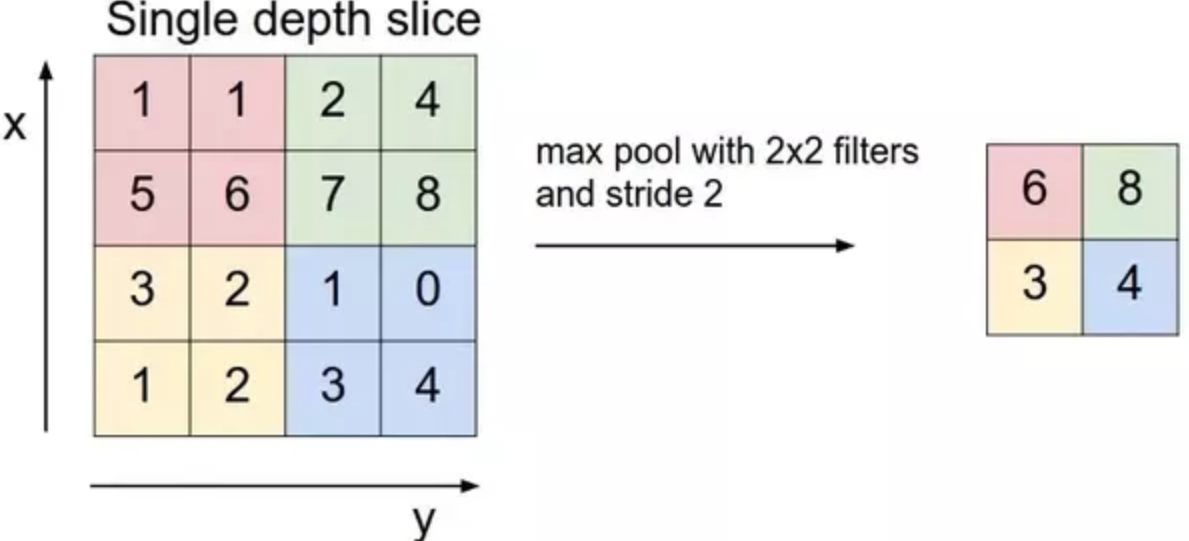 Single depth slice
x
1 1 2 4
5 6 7 8
3 2 1 0
1 2 3 4
y
max pool with 2x2 filters
and stride 2
6 8
3 4